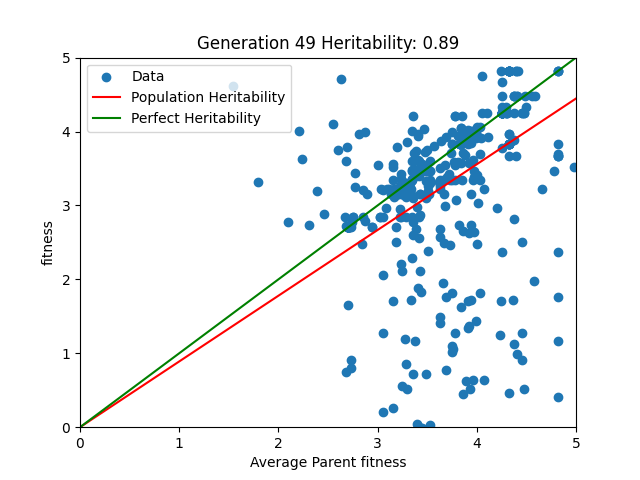 Generation 49 Heritability: 0.89
Data
Population Heritability
Perfect Heritability
fitness
5
4
3
2
1
0
0 1 2 3 4 5
Average Parent fitness